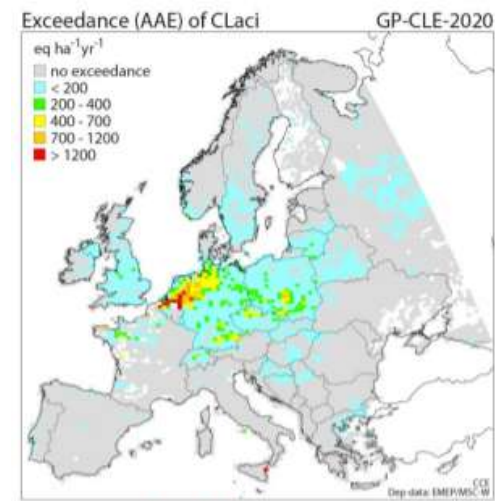 Exceedance (AAE) of CLaci GP-CLE-2020
eq ha⁻¹yr⁻¹
no exceedance
< 200
200 - 400
400 - 700
700 - 1200
> 1200
CCE
Dep-data: EMEP/MSC-W